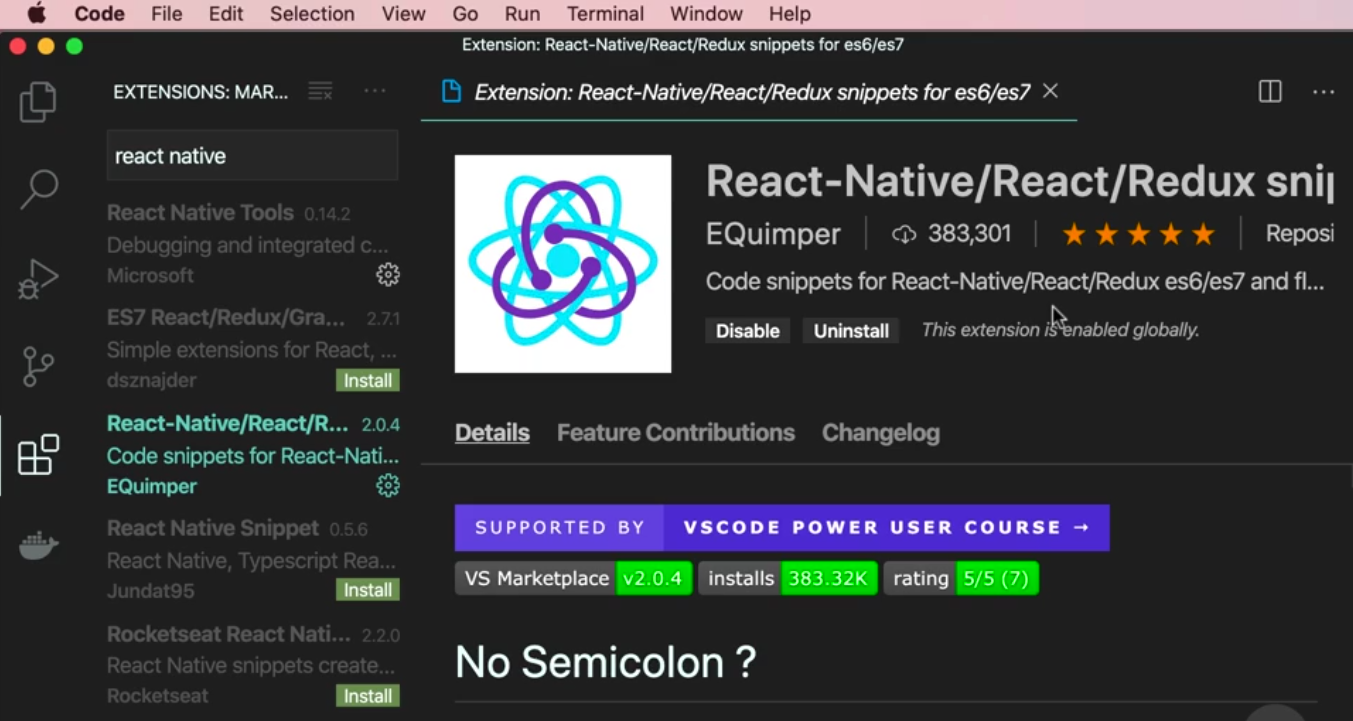 Code File Edit Selection View Go Run Terminal Window Help
Extension: React-Native/React/Redux snippets for es6/es7
EXTENSIONS: MAR...
react native
React Native Tools 0.14.2
Debugging and integrated c...
Microsoft
ES7 React/Redux/Gra... 2.7.1
Simple extensions for React, ...
dsznajder Install
React-Native/React/R... 2.0.4
Code snippets for React-Nati...
EQuimper
React Native Snippet 0.5.6
React Native, Typescript Rea...
Jundat95 Install
Rocketseat React Nati... 2.2.0
React Native snippets create...
Rocketseat Install
Extension: React-Native/React/Redux snippets for es6/es7
React-Native/React/Redux snip
EQuimper 383,301 Reposi
Code snippets for React-Native/React/Redux es6/es7 and fl...
Disable Uninstall This extension is enabled globally.
Details Feature Contributions Changelog
SUPPORTED BY VSCODE POWER USER COURSE →
VS Marketplace v2.0.4 installs 383.32K rating 5/5 (7)
No Semicolon ?